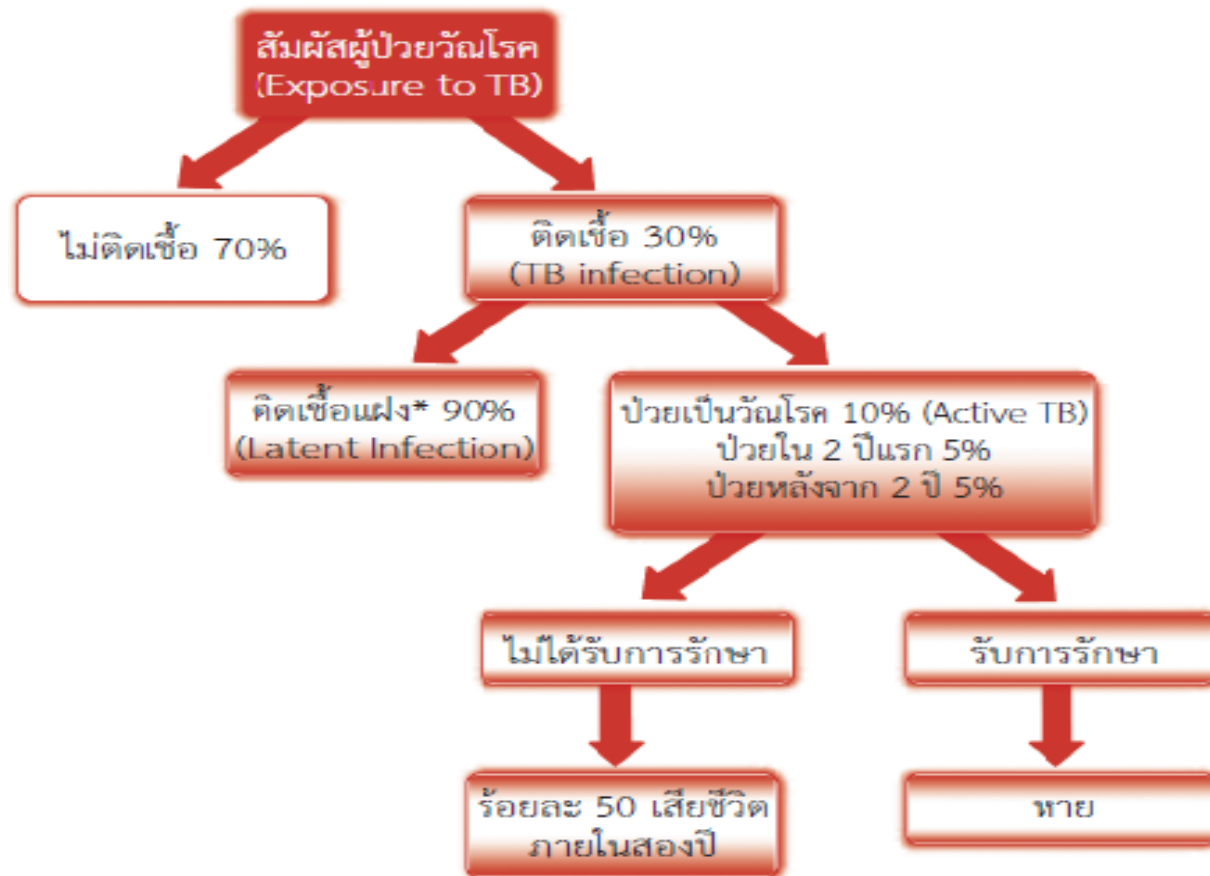 สัมผัสผู้ป่วยวัณโรค
(Exposure to TB)
ไม่ติดเชื้อ 70%
ติดเชื้อ 30%
(TB infection)
ติดเชื้อแฝง* 90%
(Latent Infection)
ป่วยเป็นวัณโรค 10% (Active TB)
ป่วยใน 2 ปีแรก 5%
ป่วยหลังจาก 2 ปี 5%
ไม่ได้รับการรักษา
รับการรักษา
ร้อยละ 50 เสียชีวิต
ภายในสองปี
หาย